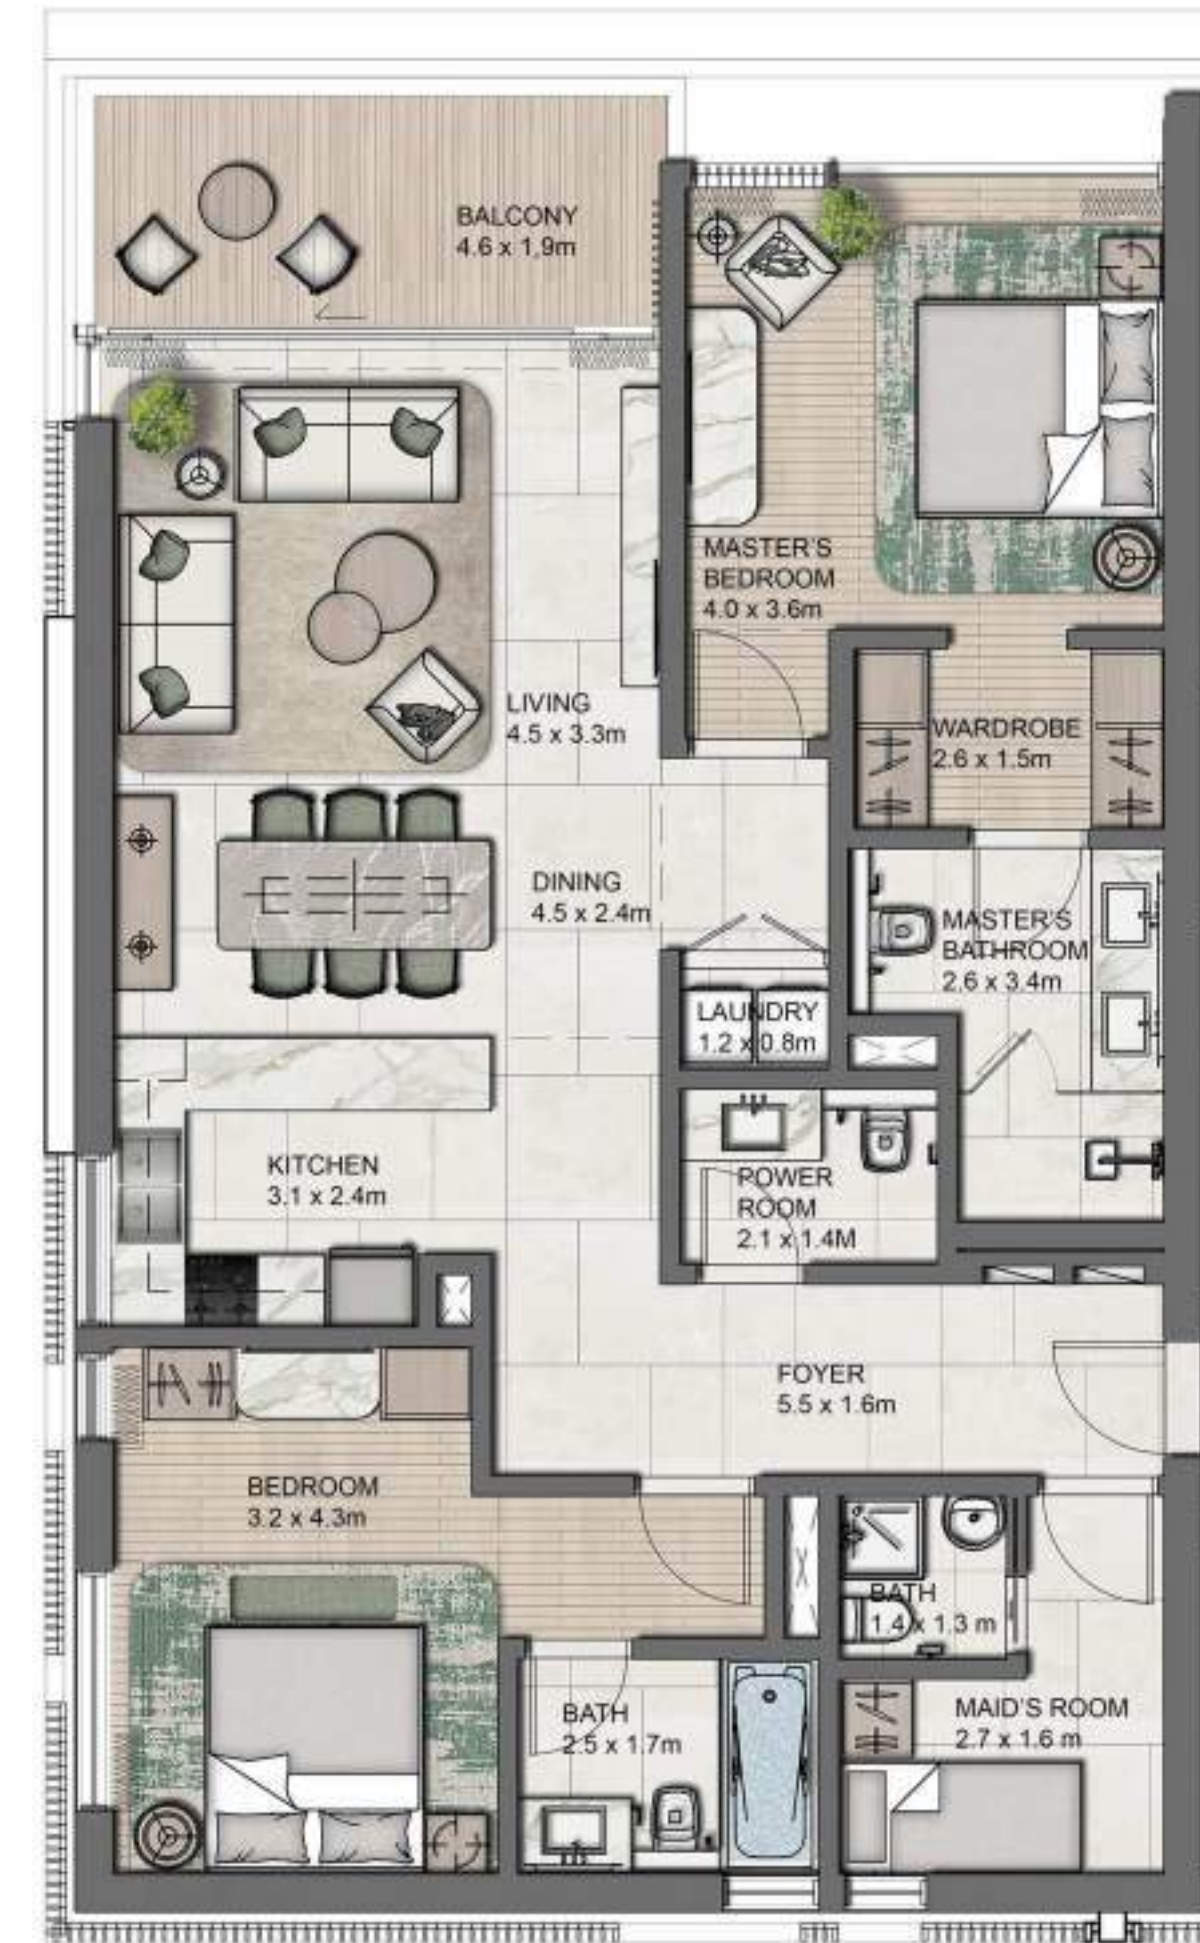 BALCONY
4.6 x 1,9m
MASTER'S
BEDROOM
4.0 x 3.6m
LIVING
4.5 x 3.3m
WARDROBE
2.6 x 1.5m
DINING
4.5 x 2.4m
MASTER'S
BATHROOM
2.6 x 3.4m
LAUNDRY
1.2 x 0.8m
KITCHEN
3.1 x 2.4m
POWER
ROOM
2.1 x 1.4M
FOYER
5.5 x 1.6m
BEDROOM
3.2 x 4.3m
BATH
1.4 x 1.3 m
BATH
2.5 x 1.7m
MAID'S ROOM
2.7 x 1.6 m